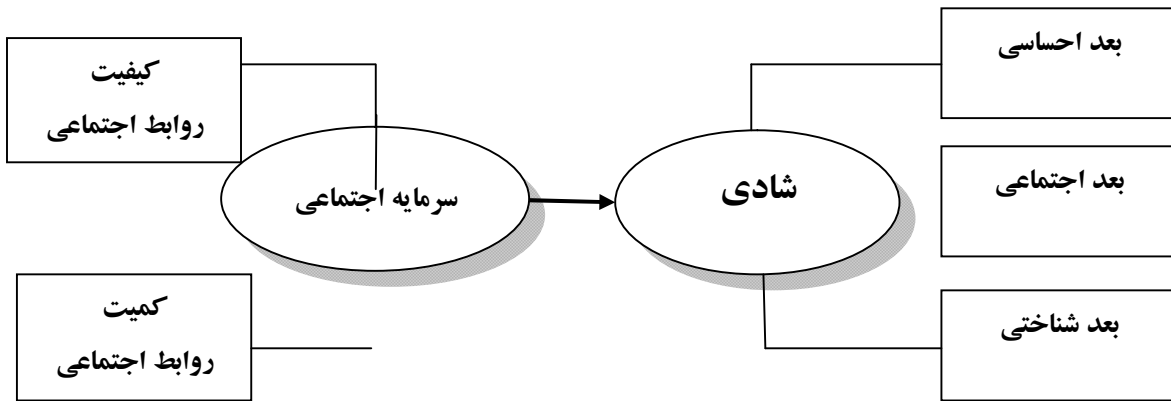 بعد احساسی
کیفیت
روابط اجتماعی
شادی
بعد اجتماعی
سرمایه اجتماعی
کمیت
روابط اجتماعی
بعد شناختی